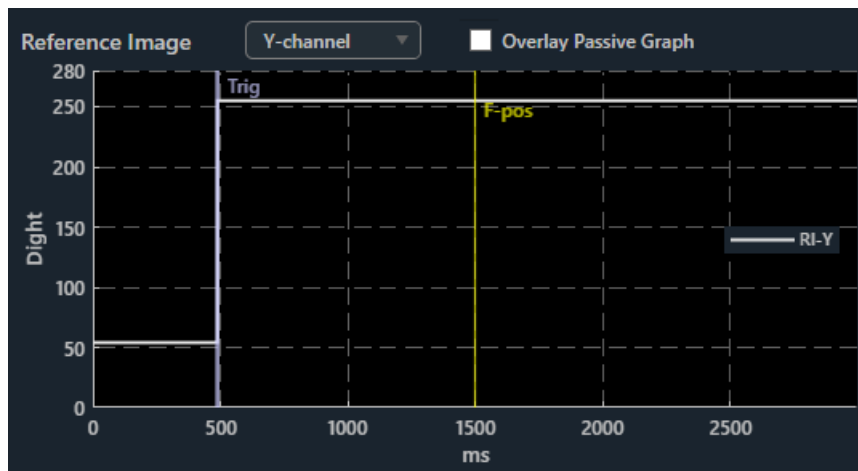 Reference Image
Y-channel
Overlay Passive Graph
280
250
200
150
100
50
0
Dight
Trig
F-pos
RI-Y
0 500 1000 1500 2000 2500
ms